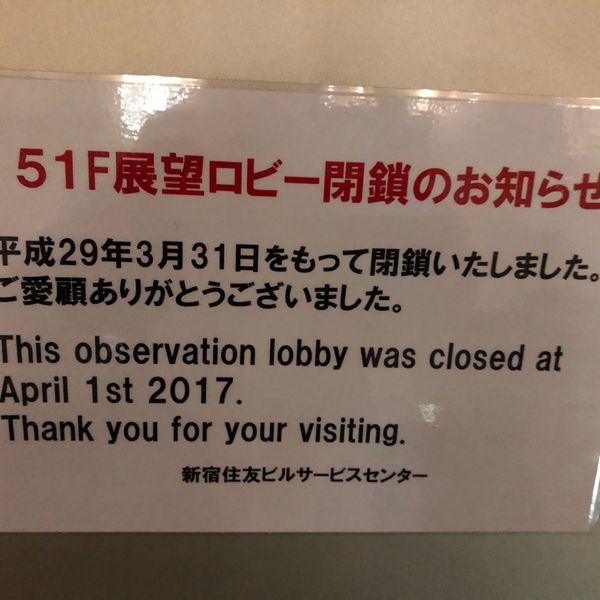 51F展望ロビー閉鎖のお知らせ
平成29年3月31日をもって閉鎖いたしました。
ご愛顧ありがとうございました。
This observation lobby was closed at
April 1st 2017.
Thank you for your visiting.
新宿住友ビルサービスセンター